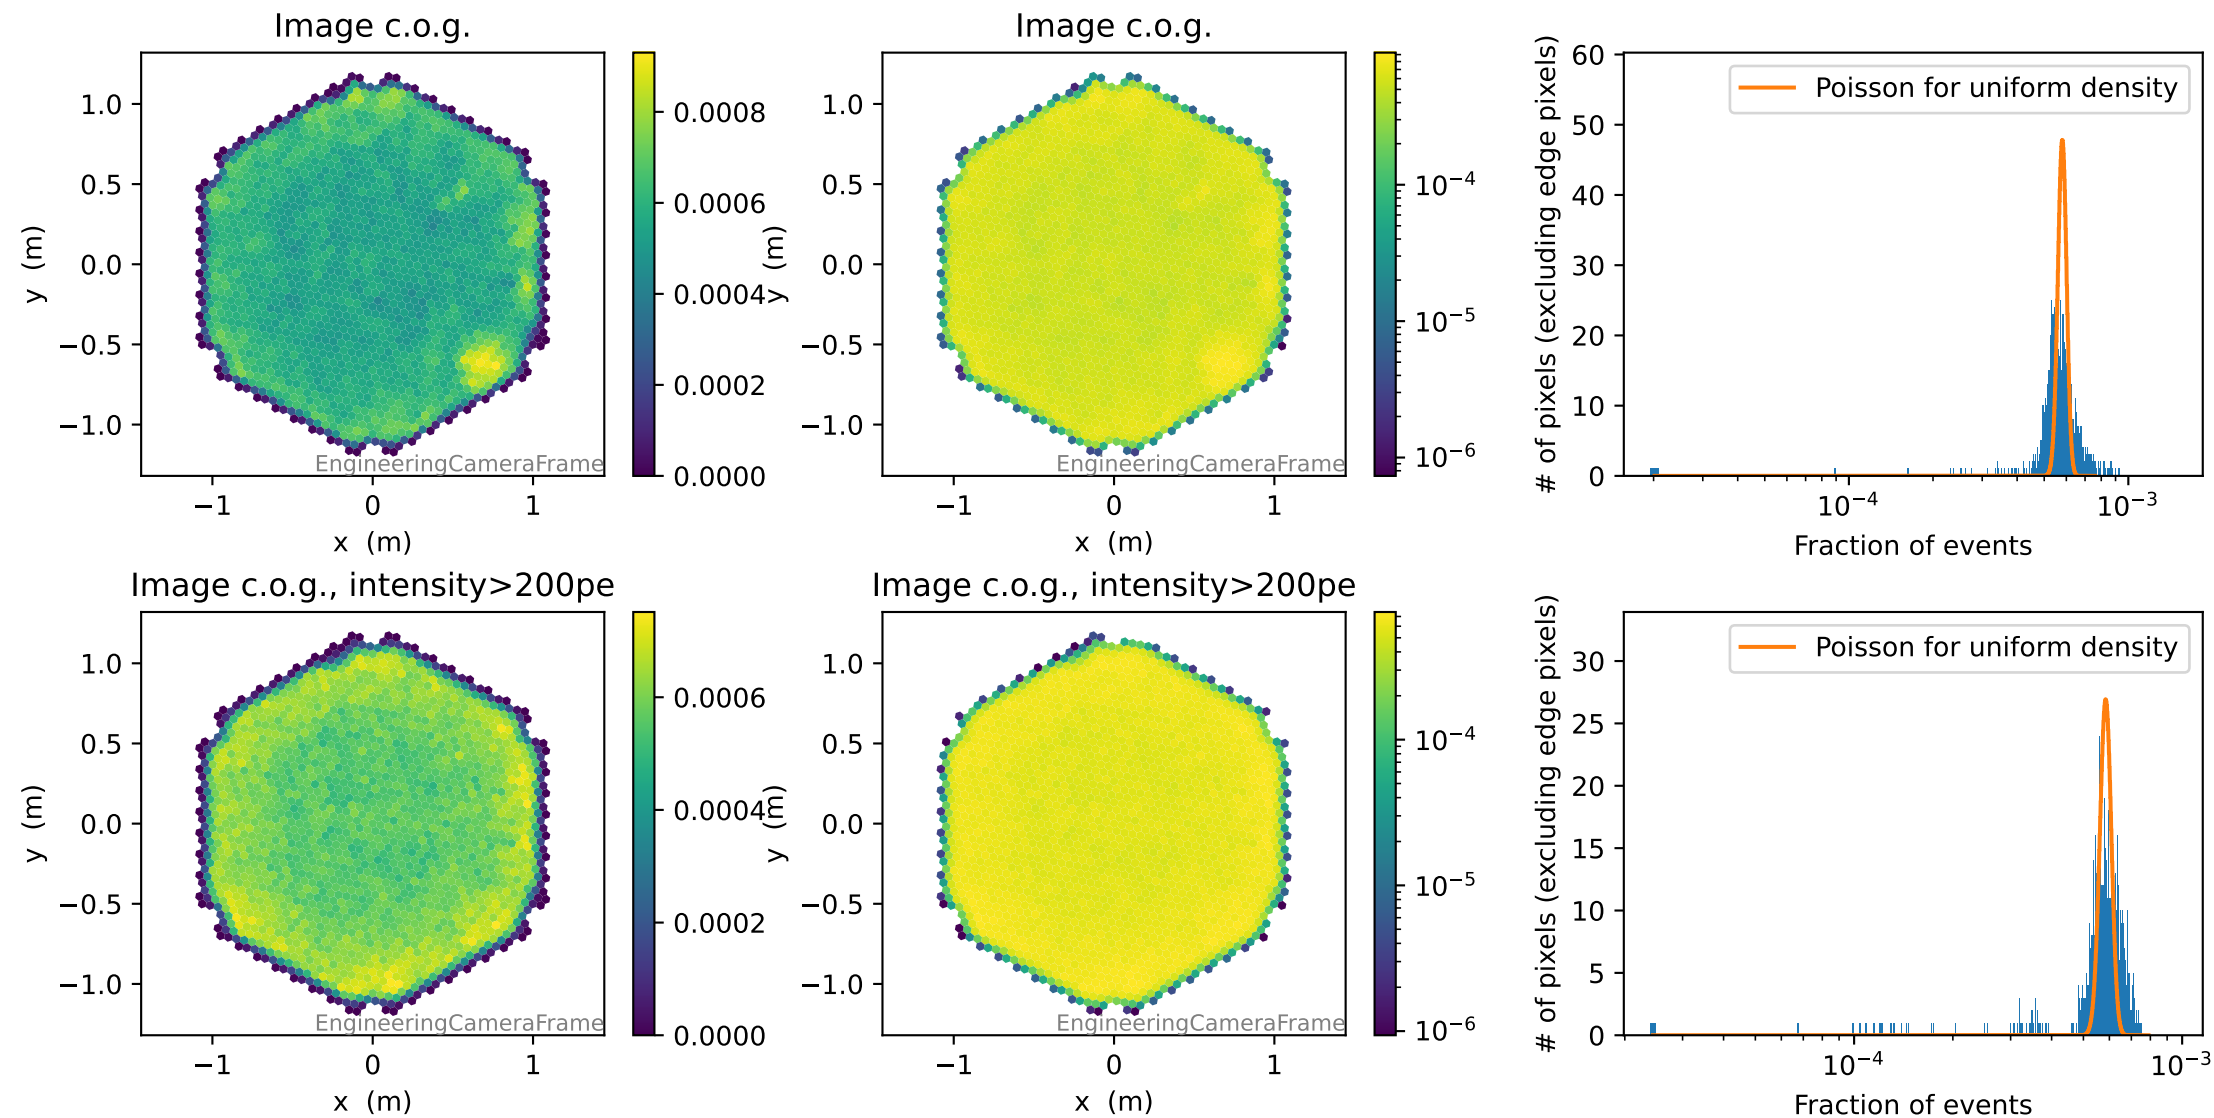 Image c.o.g.
y (m)
1.0
0.5
0.0
−0.5
−1.0
EngineeringCameraFrame
−1 0 1
x (m)
0.0008
0.0006
0.0004
0.0002
0.0000
Image c.o.g.
y (m)
1.0
0.5
0.0
−0.5
−1.0
EngineeringCameraFrame
−1 0 1
x (m)
10⁻⁴
10⁻⁵
10⁻⁶
# of pixels (excluding edge pixels)
60
50
40
30
20
10
0
Poisson for uniform density
10⁻⁴ 10⁻³
Fraction of events
Image c.o.g., intensity>200pe
y (m)
1.0
0.5
0.0
−0.5
−1.0
EngineeringCameraFrame
−1 0 1
x (m)
0.0006
0.0004
0.0002
0.0000
Image c.o.g., intensity>200pe
y (m)
1.0
0.5
0.0
−0.5
−1.0
EngineeringCameraFrame
−1 0 1
x (m)
10⁻⁴
10⁻⁵
10⁻⁶
# of pixels (excluding edge pixels)
30
25
20
15
10
5
0
Poisson for uniform density
10⁻⁴ 10⁻³
Fraction of events